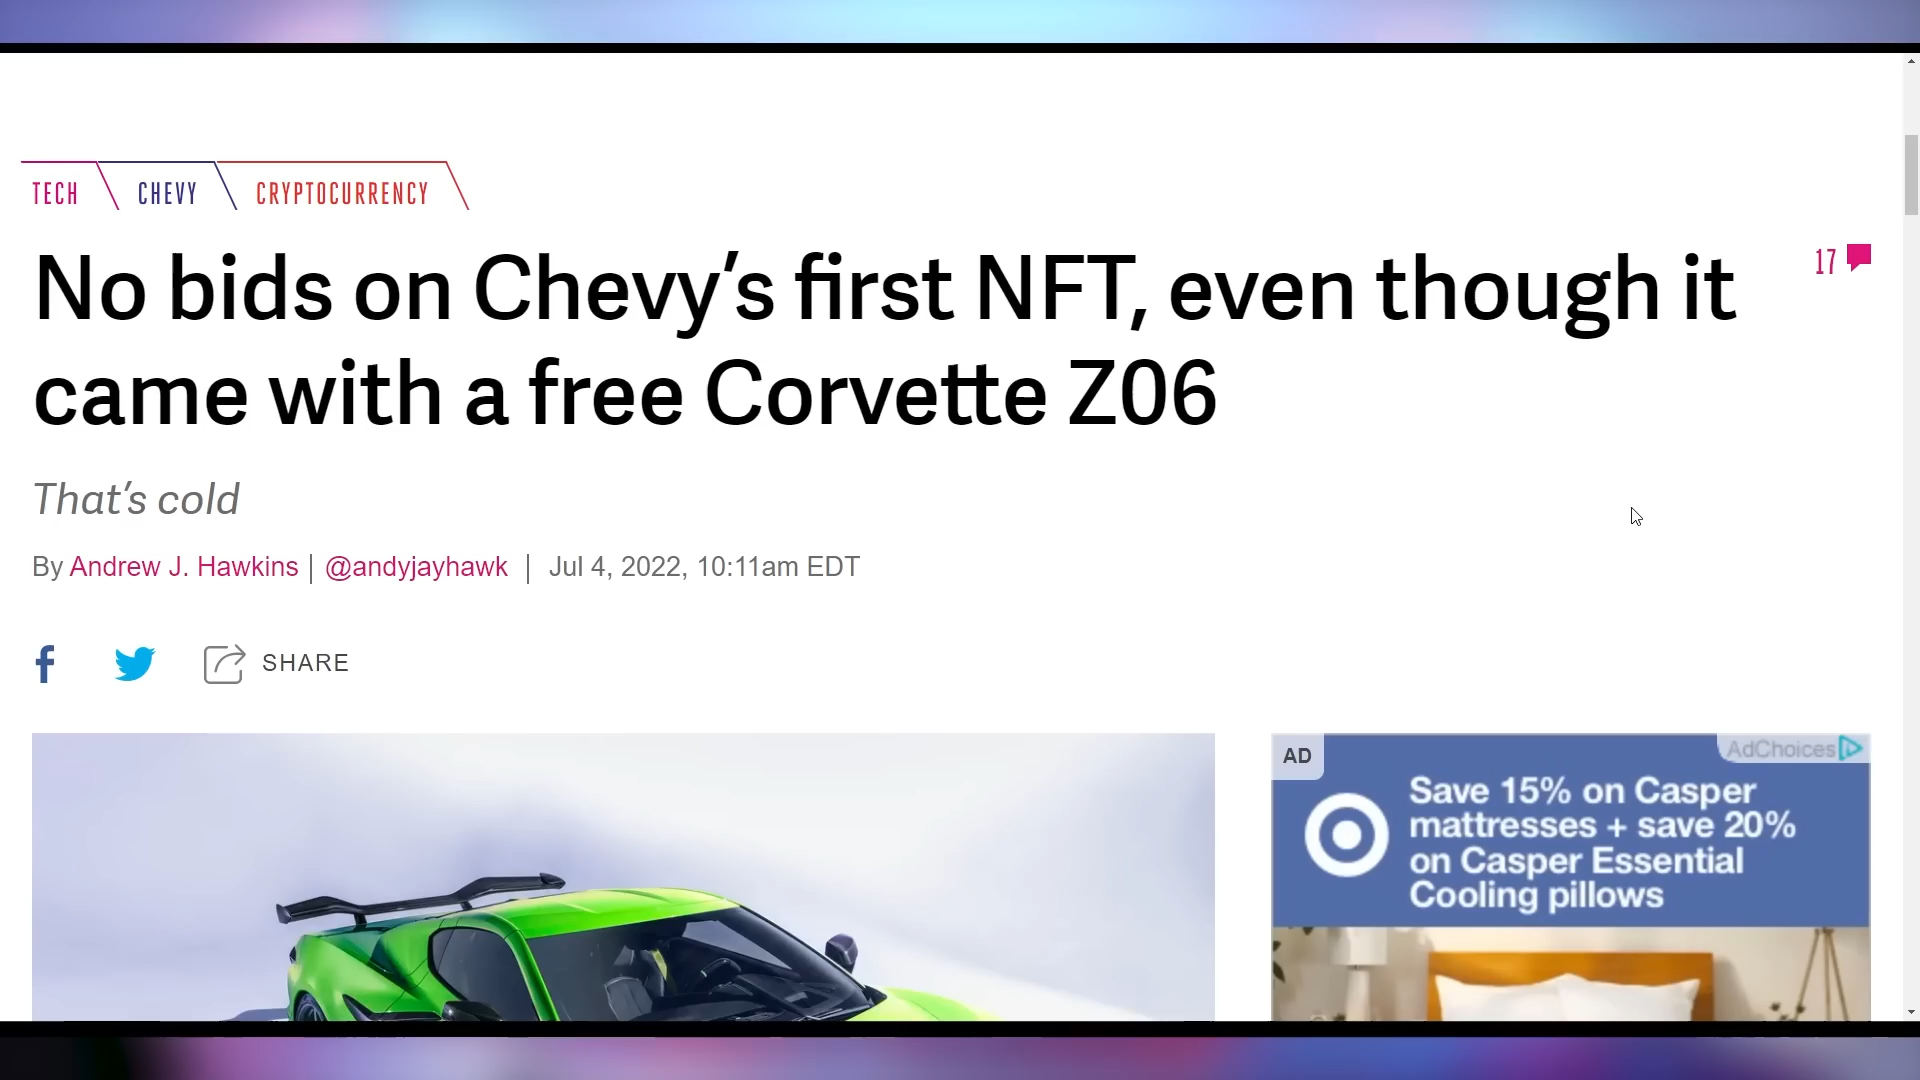 TECH CHEVY CRYPTOCURRENCY
No bids on Chevy’s first NFT, even though it
came with a free Corvette Z06
17
That’s cold
By Andrew J. Hawkins | @andyjayhawk | Jul 4, 2022, 10:11am EDT
SHARE
AD
AdChoices
Save 15% on Casper
mattresses + save 20%
on Casper Essential
Cooling pillows